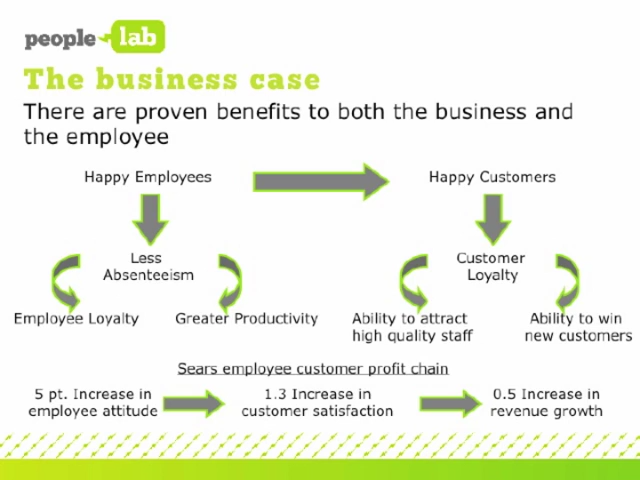 people lab
The business case
There are proven benefits to both the business and
the employee
Happy Employees
Happy Customers
Less
Absenteeism
Customer
Loyalty
Employee Loyalty
Greater Productivity
Ability to attract
high quality staff
Ability to win
new customers
Sears employee customer profit chain
5 pt. Increase in
employee attitude
1.3 Increase in
customer satisfaction
0.5 Increase in
revenue growth